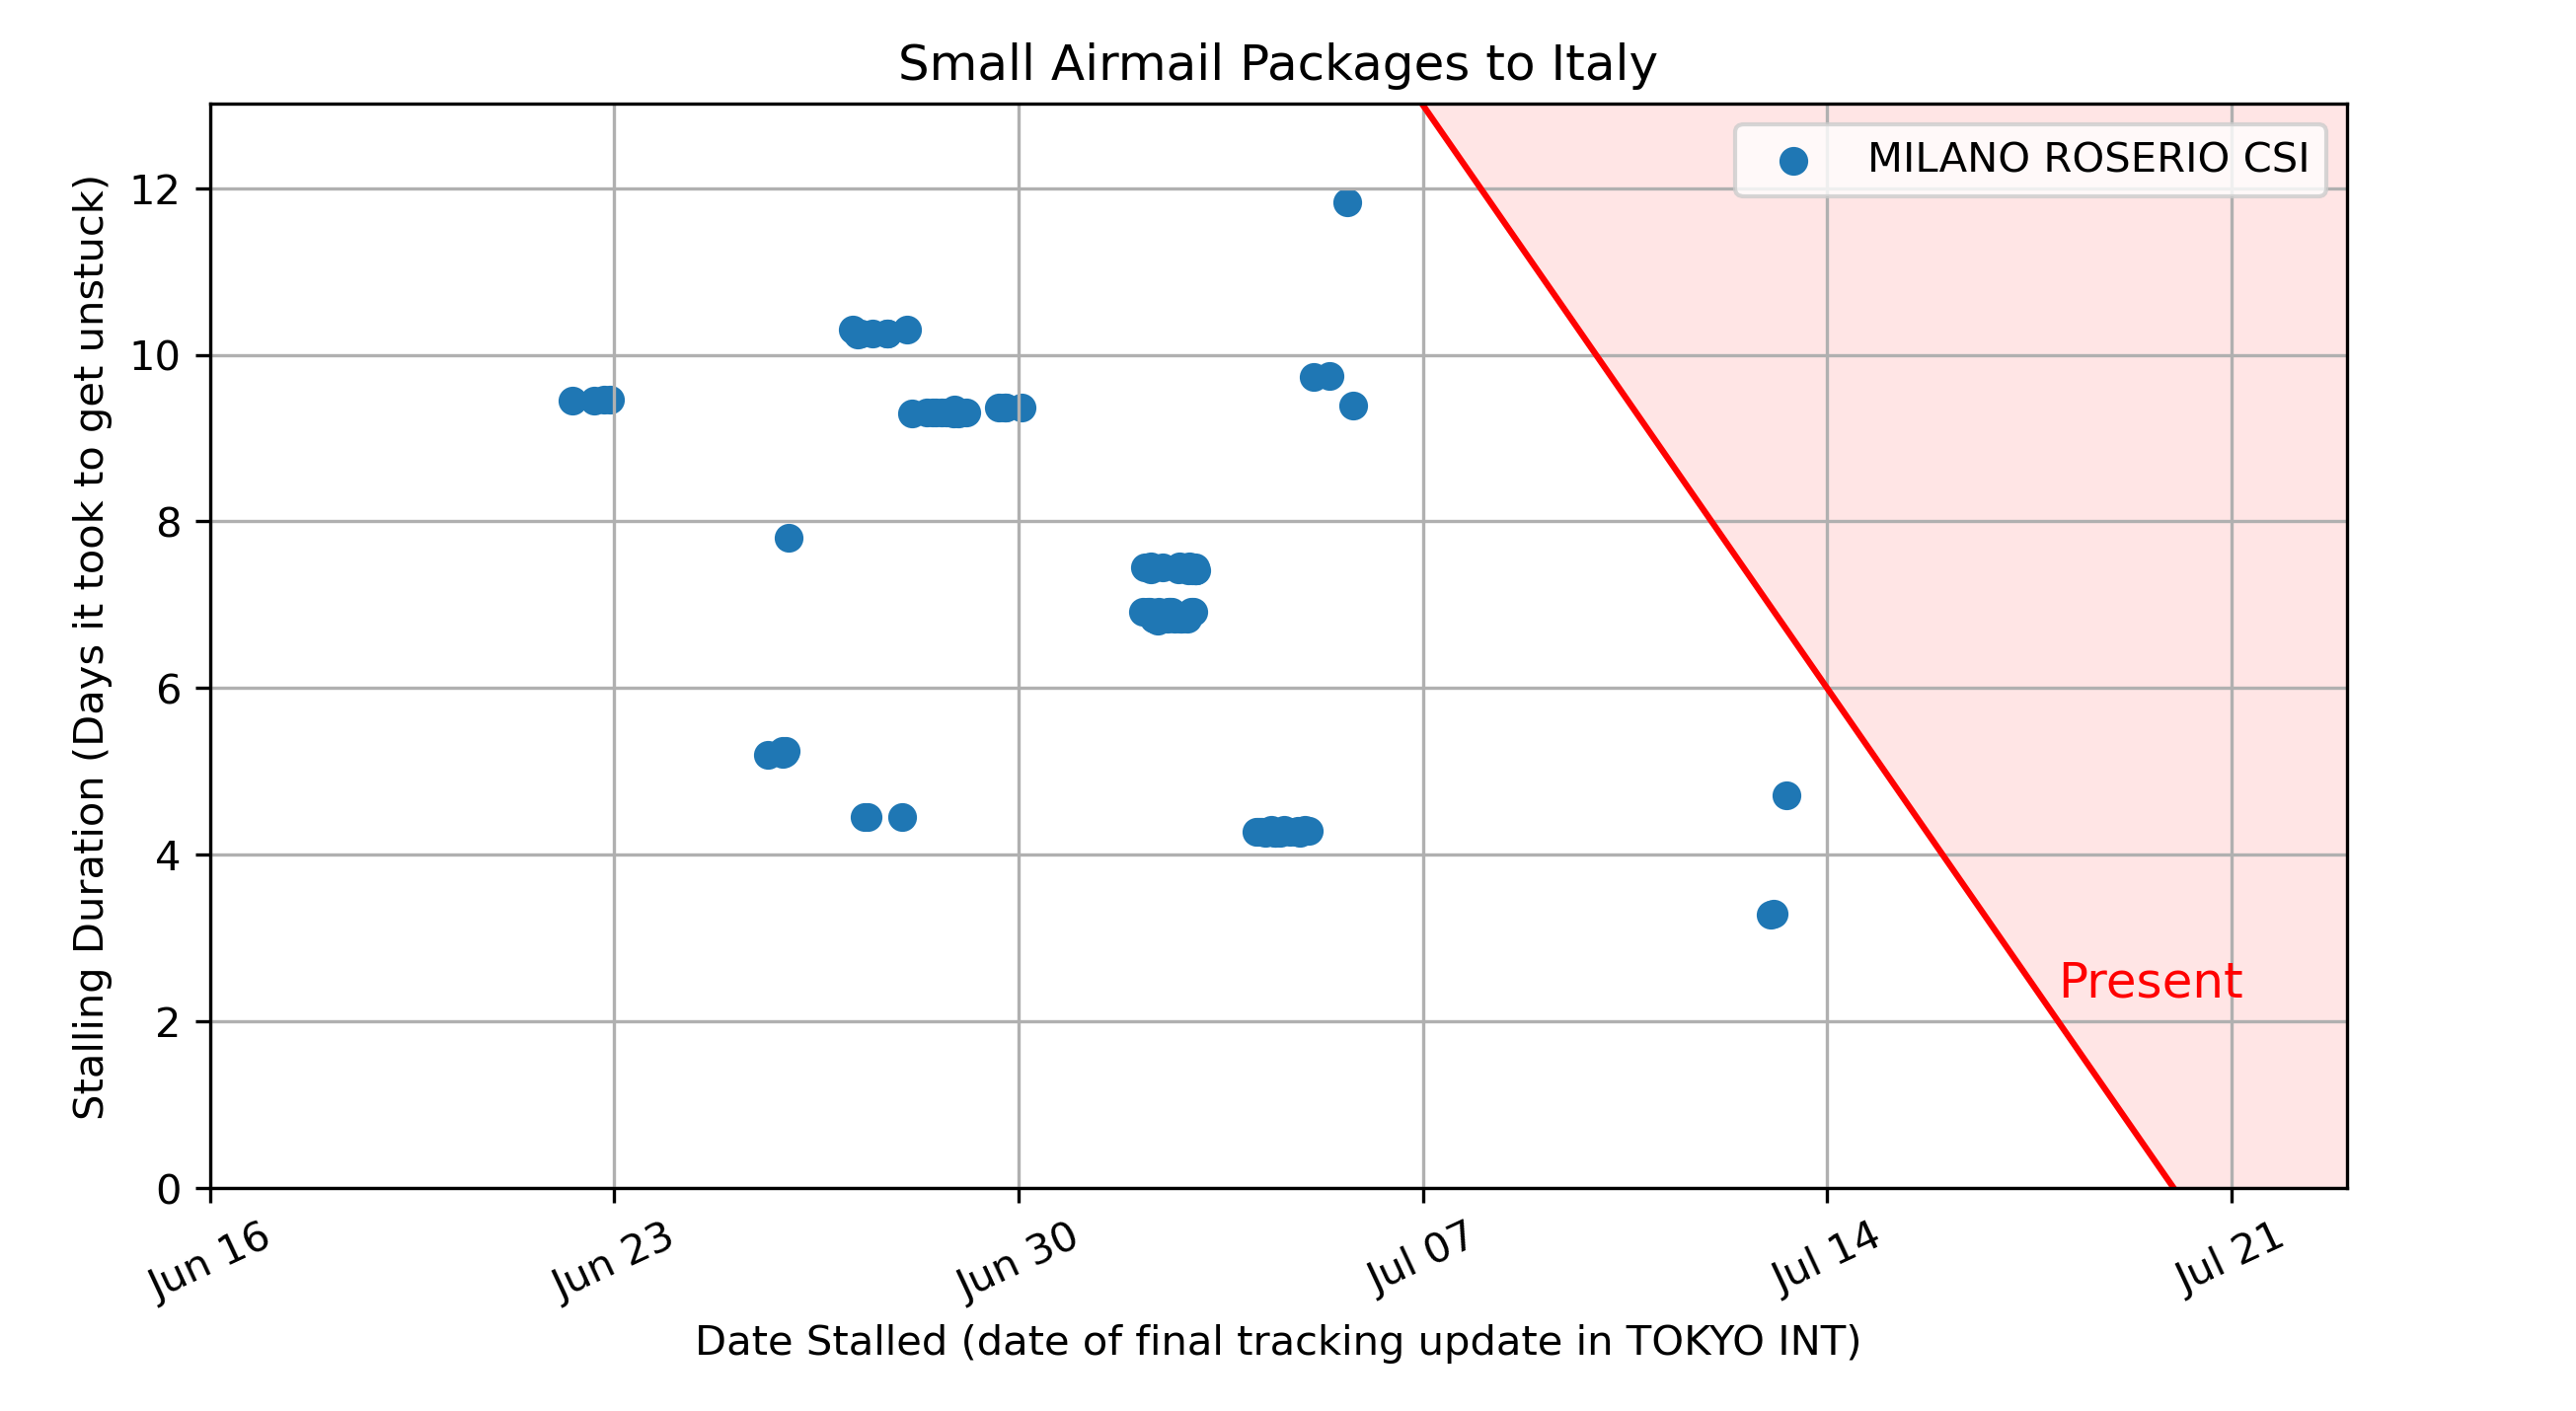 Small Airmail Packages to Italy
MILANO ROSERIO CSI
Stalling Duration (Days it took to get unstuck)
12
10
8
6
4
2
0
Present
Jun 16
Jun 23
Jun 30
Jul 07
Jul 14
Jul 21
Date Stalled (date of final tracking update in TOKYO INT)